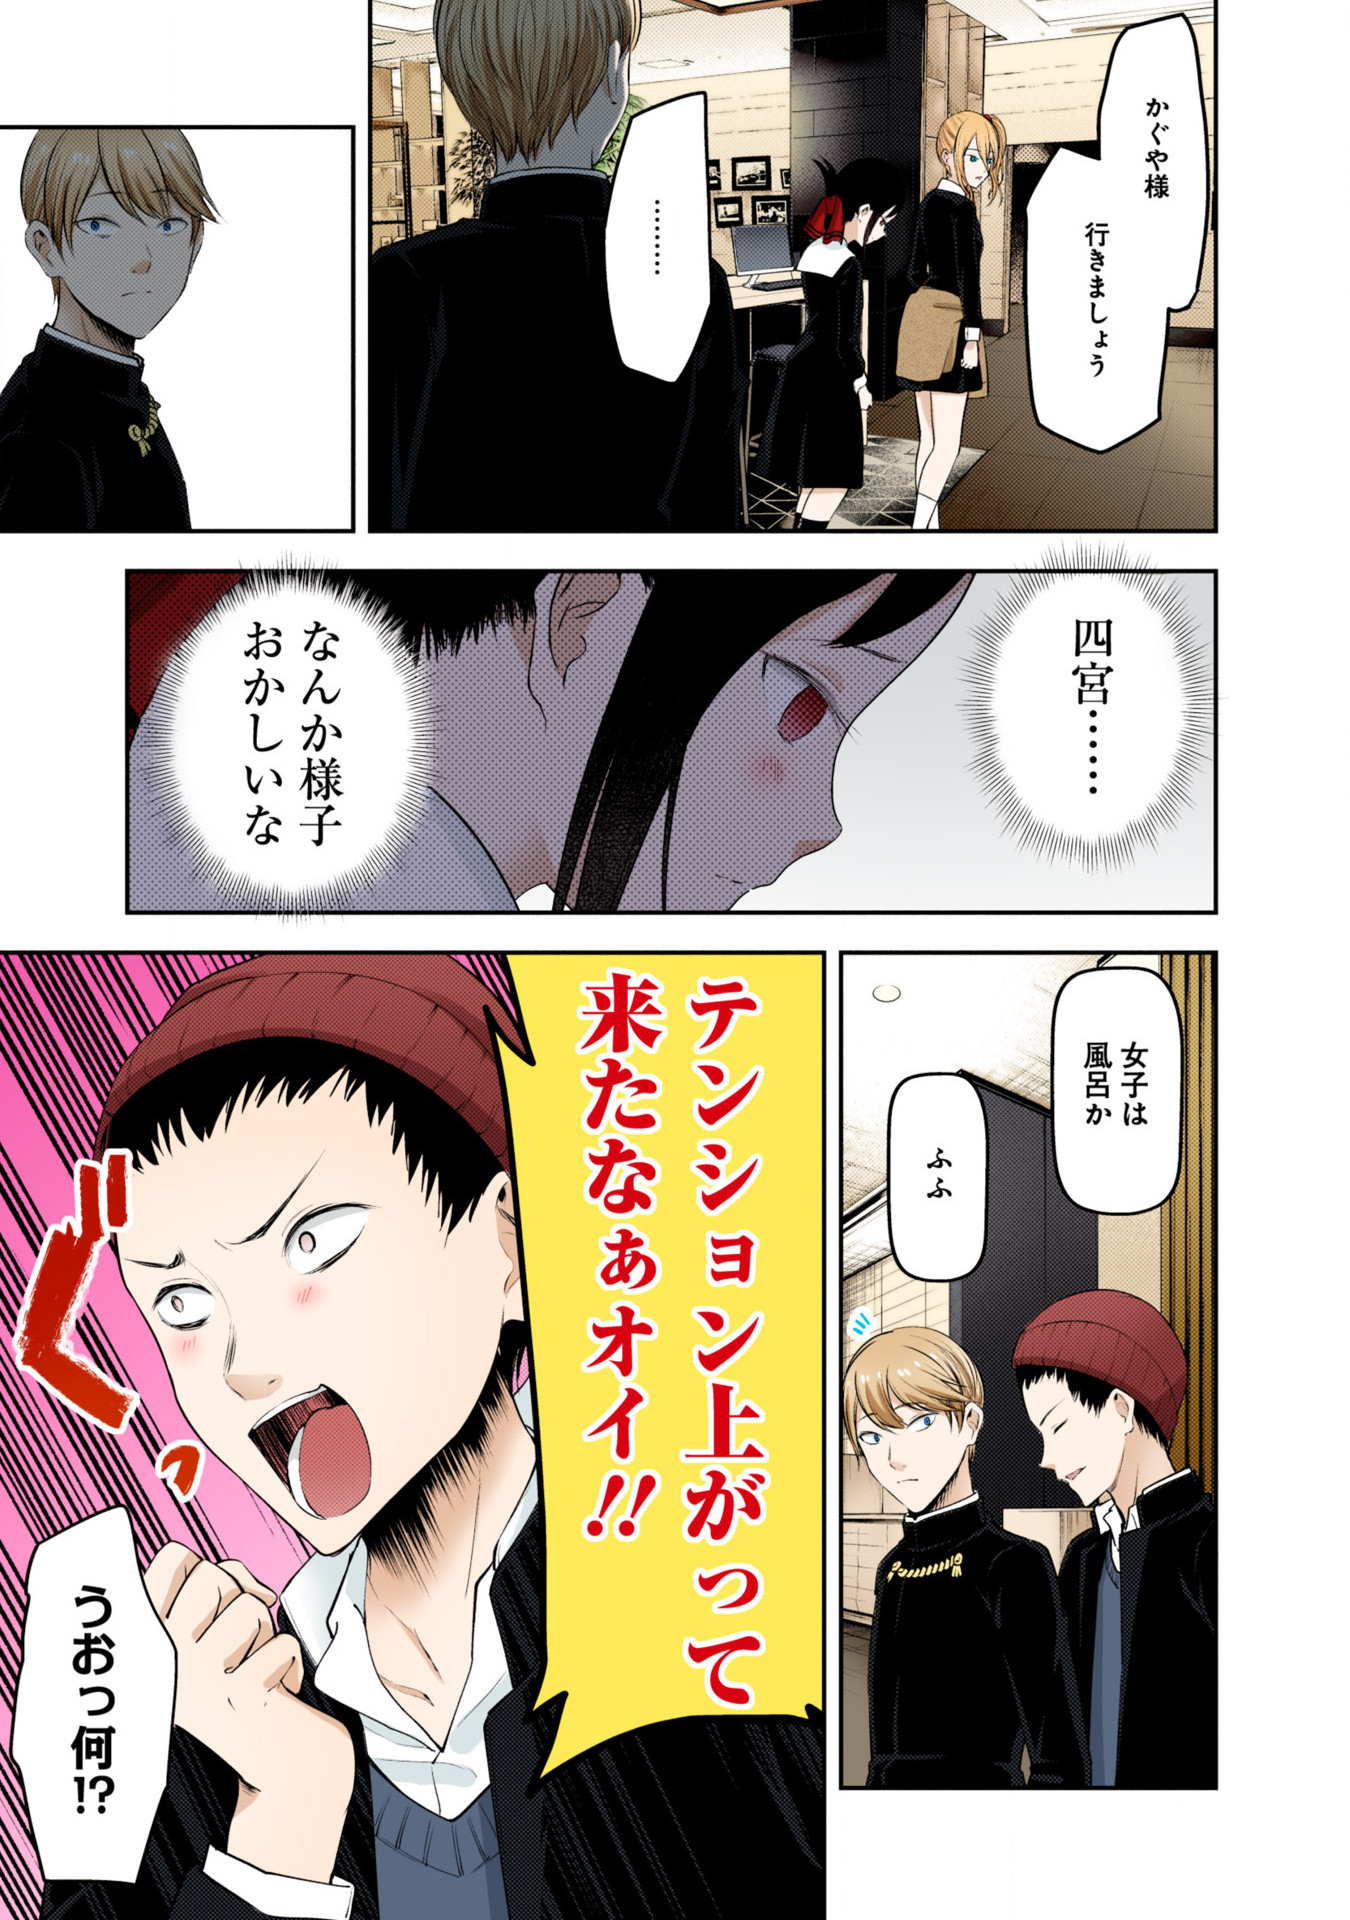 かぐや様
行きましょう
………
四宮……
なんか様子
おかしいな
女子は
風呂か
ふふ
テンション上がって
来たなぁオイ!!
うおっ何!?